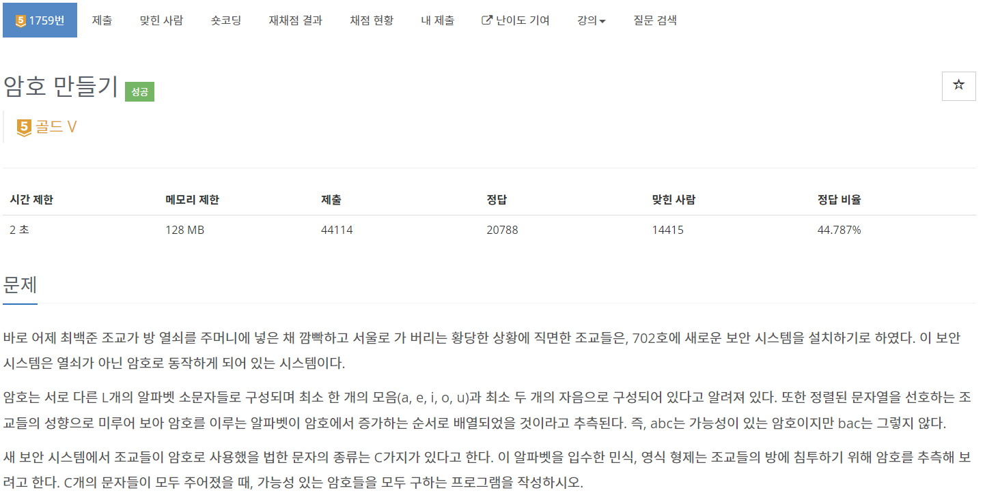 5 1759번 제출 맞힌 사람 숏코딩 재채점 결과 채점 현황 내 제출 난이도 기여 강의 질문 검색
암호 만들기 성공
☆
5 골드 V
시간 제한 메모리 제한 제출 정답 맞힌 사람 정답 비율
2 초 128 MB 44114 20788 14415 44.787%
문제
바로 어제 최백준 조교가 방 열쇠를 주머니에 넣은 채 깜빡하고 서울로 가 버리는 황당한 상황에 직면한 조교들은, 702호에 새로운 보안 시스템을 설치하기로 하였다. 이 보안
시스템은 열쇠가 아닌 암호로 동작하게 되어 있는 시스템이다.
암호는 서로 다른 L개의 알파벳 소문자들로 구성되며 최소 한 개의 모음(a, e, i, o, u)과 최소 두 개의 자음으로 구성되어 있다고 알려져 있다. 또한 정렬된 문자열을 선호하는 조
교들의 성향으로 미루어 보아 암호를 이루는 알파벳이 암호에서 증가하는 순서로 배열되었을 것이라고 추측된다. 즉, abc는 가능성이 있는 암호이지만 bac는 그렇지 않다.
새 보안 시스템에서 조교들이 암호로 사용했을 법한 문자의 종류는 C가지가 있다고 한다. 이 알파벳을 입수한 민식, 영식 형제는 조교들의 방에 침투하기 위해 암호를 추측해 보
려고 한다. C개의 문자들이 모두 주어졌을 때, 가능성 있는 암호들을 모두 구하는 프로그램을 작성하시오.